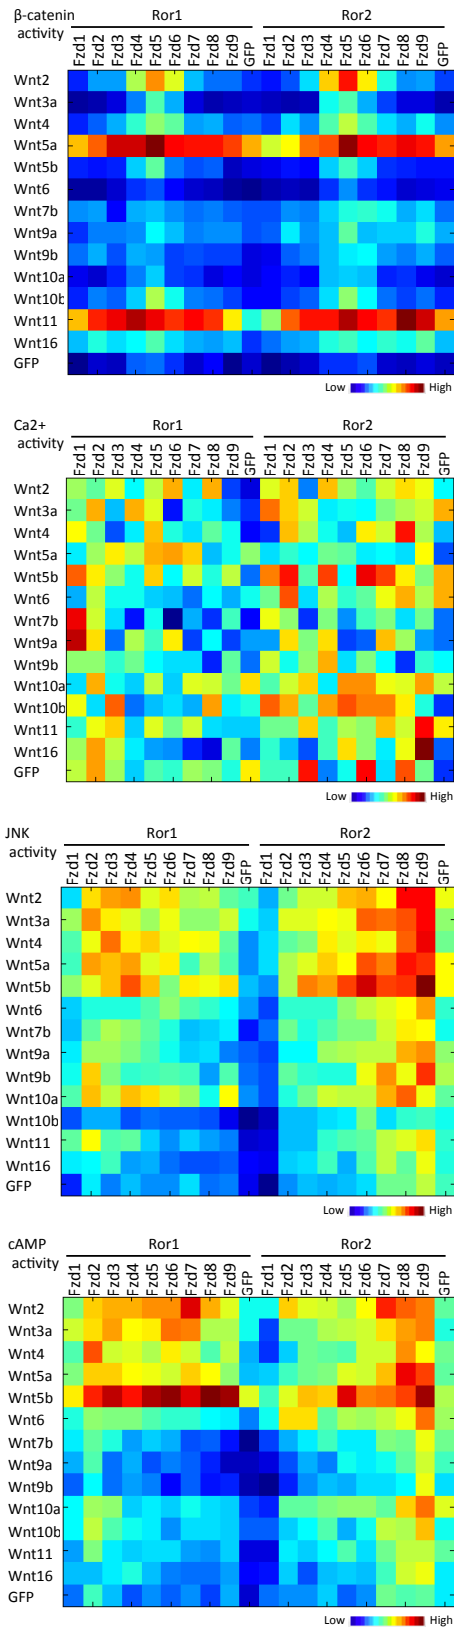 β-catenin activity
Ror1 Ror2
Fzd1 Fzd2 Fzd3 Fzd4 Fzd5 Fzd6 Fzd7 Fzd8 Fzd9 GFP Fzd1 Fzd2 Fzd3 Fzd4 Fzd5 Fzd6 Fzd7 Fzd8 Fzd9 GFP
Wnt2
Wnt3a
Wnt4
Wnt5a
Wnt5b
Wnt6
Wnt7b
Wnt9a
Wnt9b
Wnt10a
Wnt10b
Wnt11
Wnt16
GFP
Low High
Ca2+ activity
Ror1 Ror2
Fzd1 Fzd2 Fzd3 Fzd4 Fzd5 Fzd6 Fzd7 Fzd8 Fzd9 GFP Fzd1 Fzd2 Fzd3 Fzd4 Fzd5 Fzd6 Fzd7 Fzd8 Fzd9 GFP
Wnt2
Wnt3a
Wnt4
Wnt5a
Wnt5b
Wnt6
Wnt7b
Wnt9a
Wnt9b
Wnt10a
Wnt10b
Wnt11
Wnt16
GFP
Low High
JNK activity
Ror1 Ror2
Fzd1 Fzd2 Fzd3 Fzd4 Fzd5 Fzd6 Fzd7 Fzd8 Fzd9 GFP Fzd1 Fzd2 Fzd3 Fzd4 Fzd5 Fzd6 Fzd7 Fzd8 Fzd9 GFP
Wnt2
Wnt3a
Wnt4
Wnt5a
Wnt5b
Wnt6
Wnt7b
Wnt9a
Wnt9b
Wnt10a
Wnt10b
Wnt11
Wnt16
GFP
Low High
cAMP activity
Ror1 Ror2
Fzd1 Fzd2 Fzd3 Fzd4 Fzd5 Fzd6 Fzd7 Fzd8 Fzd9 GFP Fzd1 Fzd2 Fzd3 Fzd4 Fzd5 Fzd6 Fzd7 Fzd8 Fzd9 GFP
Wnt2
Wnt3a
Wnt4
Wnt5a
Wnt5b
Wnt6
Wnt7b
Wnt9a
Wnt9b
Wnt10a
Wnt10b
Wnt11
Wnt16
GFP
Low High